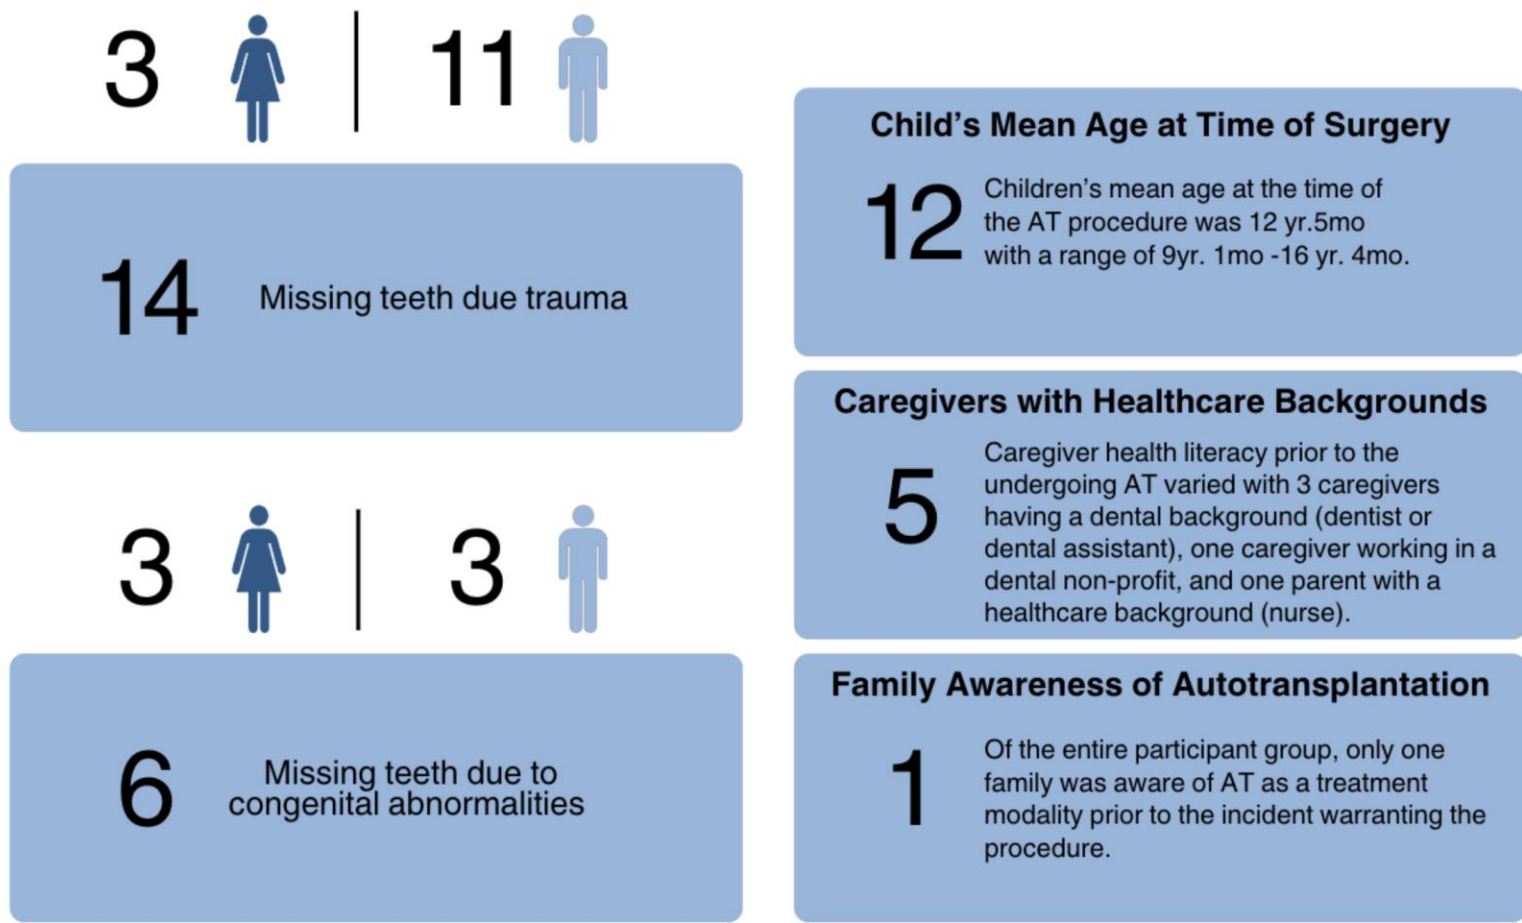 3 11
14 Missing teeth due trauma
3 3
6 Missing teeth due to
congenital abnormalities
Child's Mean Age at Time of Surgery
12
Children's mean age at the time of
the AT procedure was 12 yr.5mo
with a range of 9yr. 1mo -16 yr. 4mo.
Caregivers with Healthcare Backgrounds
5
Caregiver health literacy prior to the
undergoing AT varied with 3 caregivers
having a dental background (dentist or
dental assistant), one caregiver working in a
dental non-profit, and one parent with a
healthcare background (nurse).
Family Awareness of Autotransplantation
1
Of the entire participant group, only one
family was aware of AT as a treatment
modality prior to the incident warranting the
procedure.